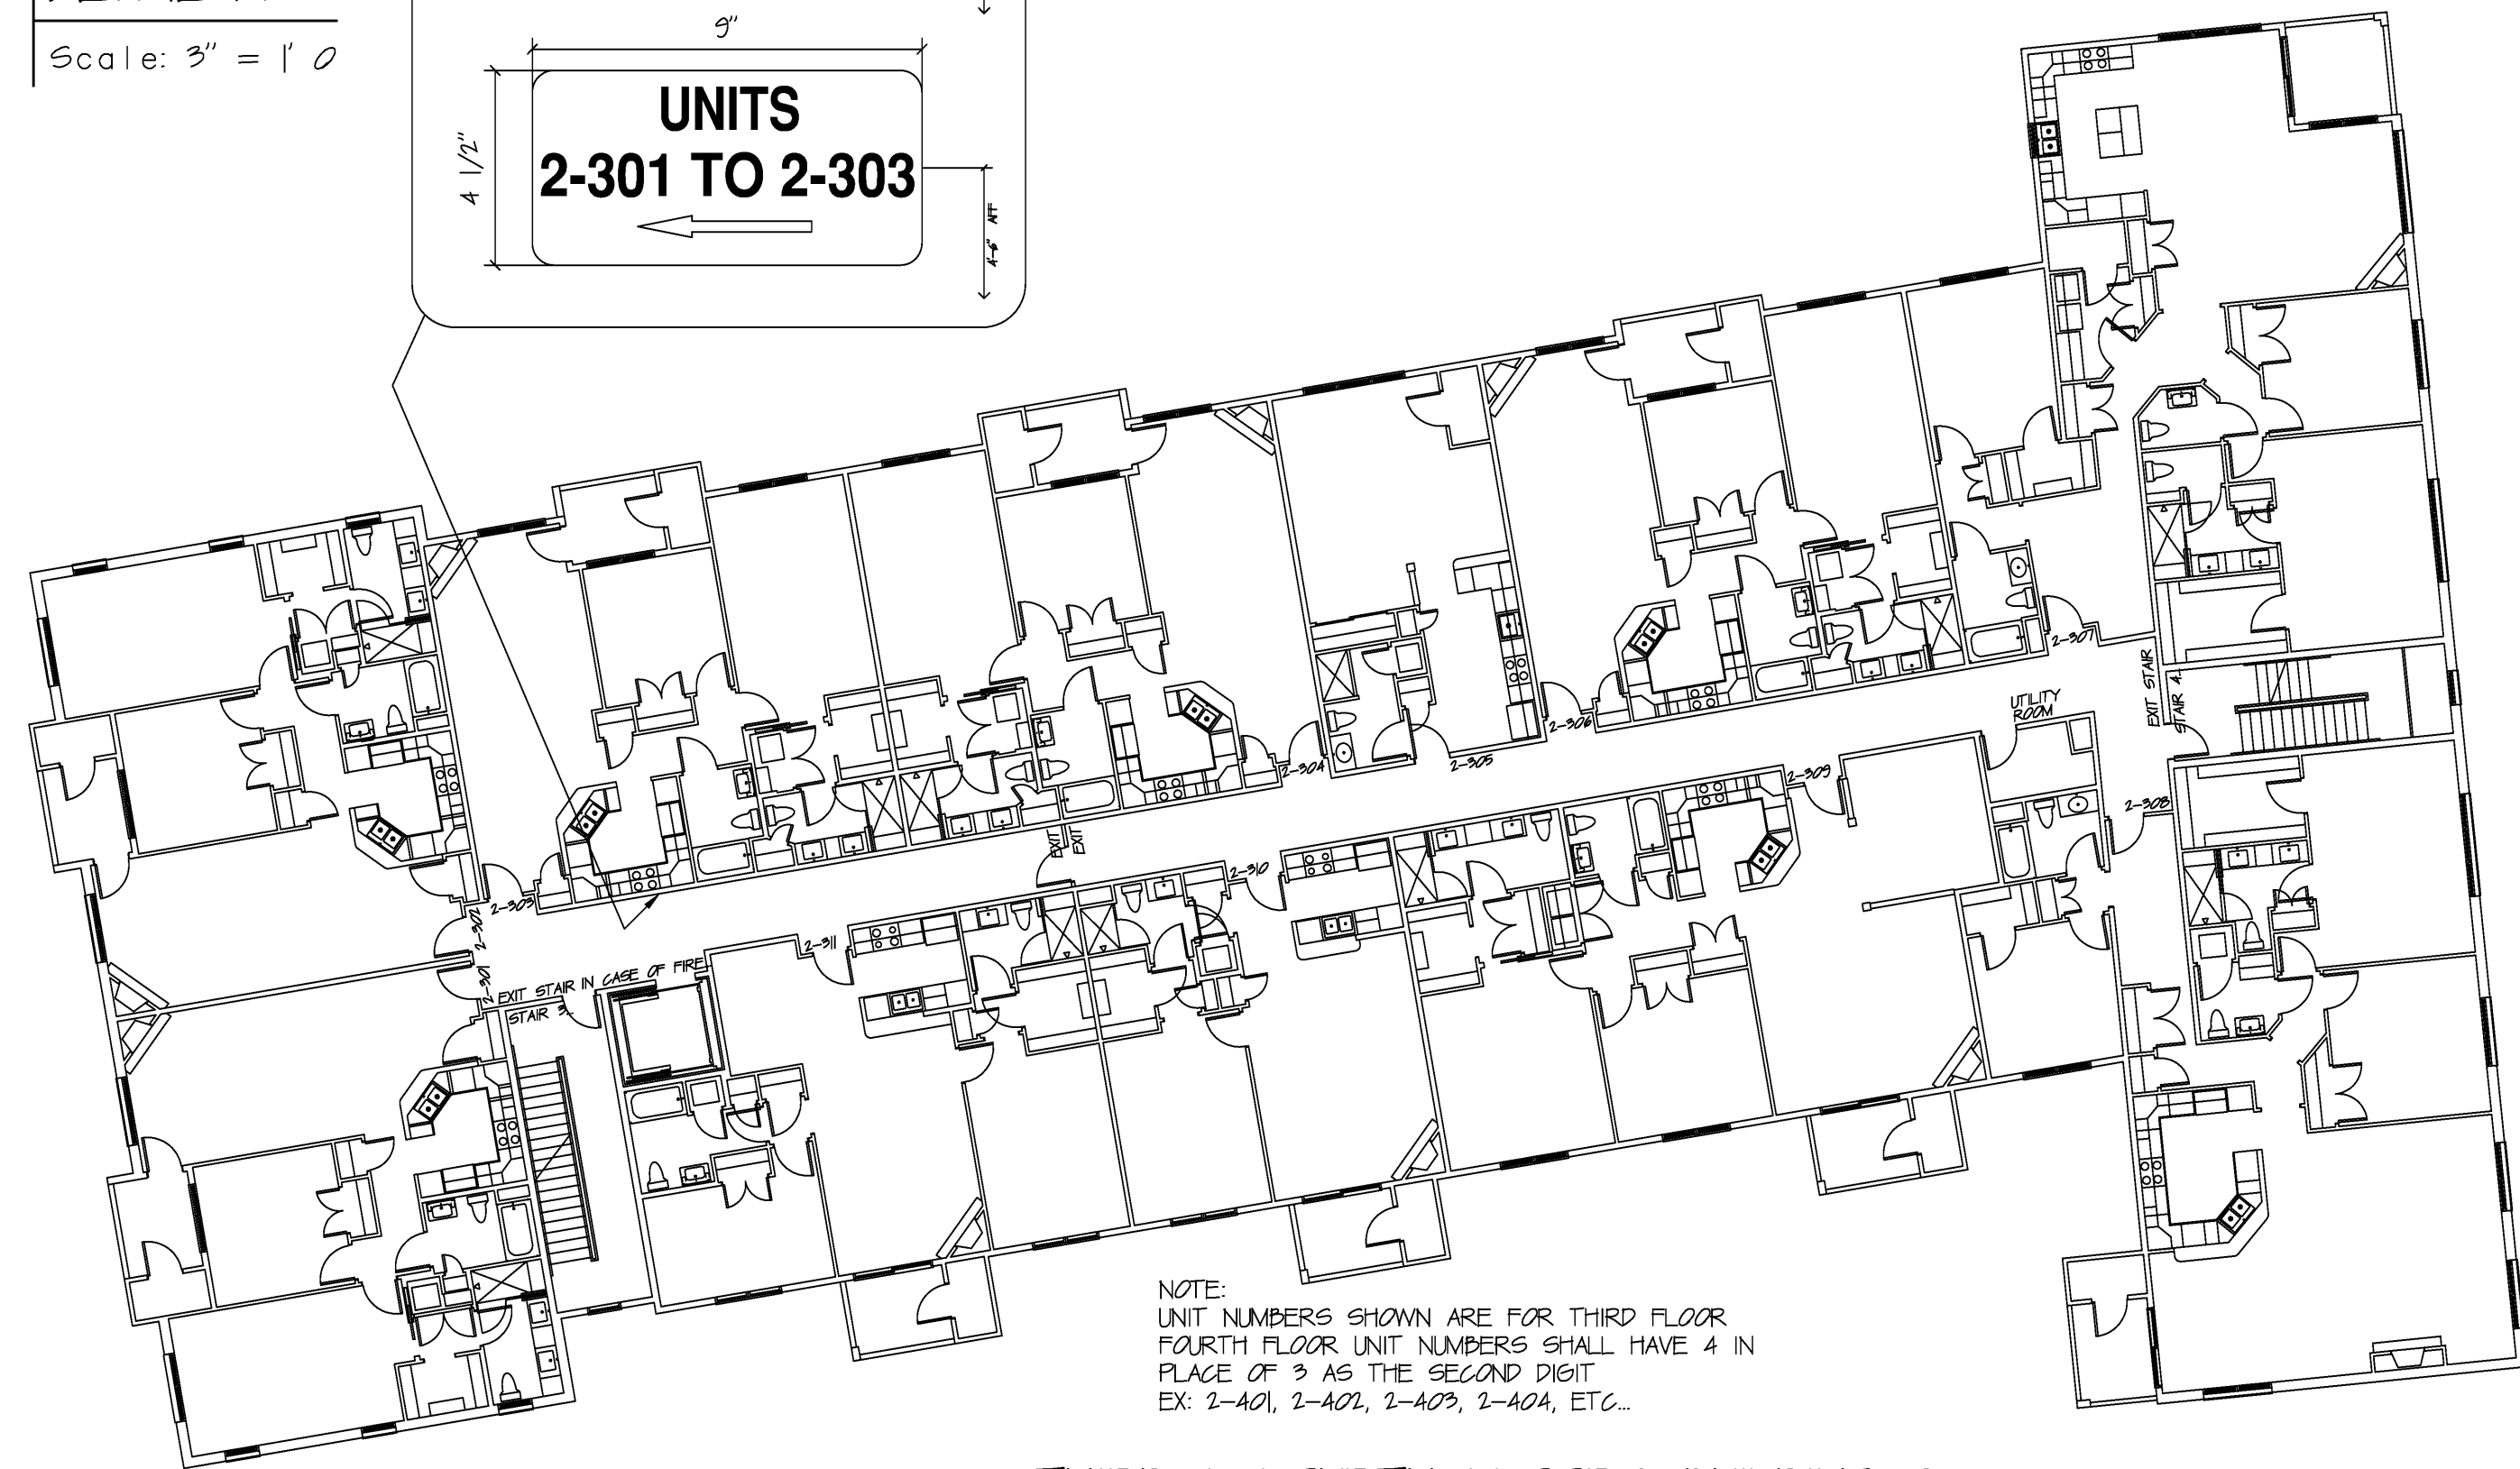 Scale: 3" = 1' 0
9"
4 1/2"
UNITS
2-301 TO 2-303
4'-6" AFF
2-307
EXIT STAIR
STAIR 4...
UTILITY
ROOM
2-306
2-305
2-304
2-309
2-308
EXIT
EXIT
2-310
2-303
2-302
2-311
2-301
EXIT STAIR IN CASE OF FIRE
STAIR 3...
NOTE:
UNIT NUMBERS SHOWN ARE FOR THIRD FLOOR
FOURTH FLOOR UNIT NUMBERS SHALL HAVE 4 IN
PLACE OF 3 AS THE SECOND DIGIT
EX: 2-401, 2-402, 2-403, 2-404, ETC...